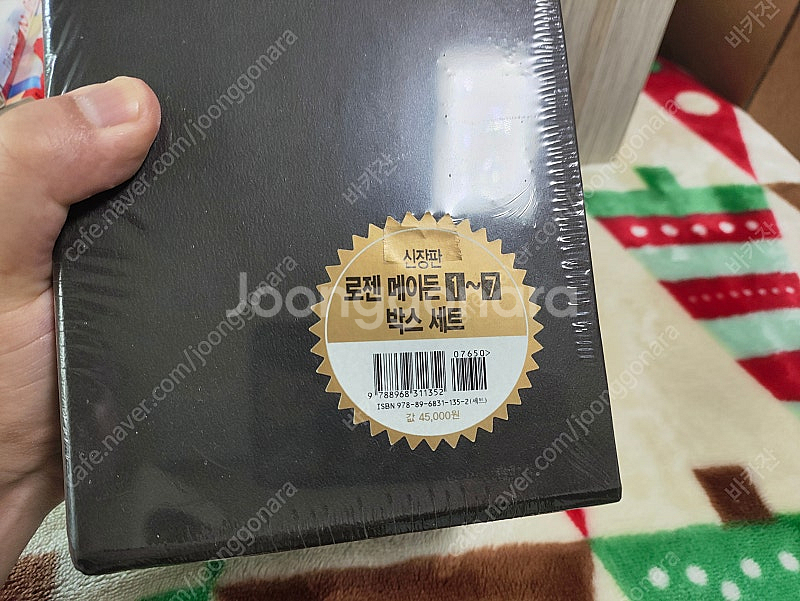 신장판
로젠 메이든 1~7
박스 세트
07650>
9 788968 311352
ISBN 978-89-6831-135-2(세트)
값 45,000원
Joonggonara
cafe.naver.com/joonggonara
바카잔